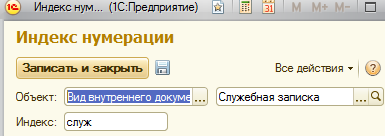 Индекс нум... (1С:Предприятие) M M+ M-
Индекс нумерации
Записать и закрыть Все действия
Объект: Вид внутреннего докуме ... Служебная записка ...
Индекс: служ